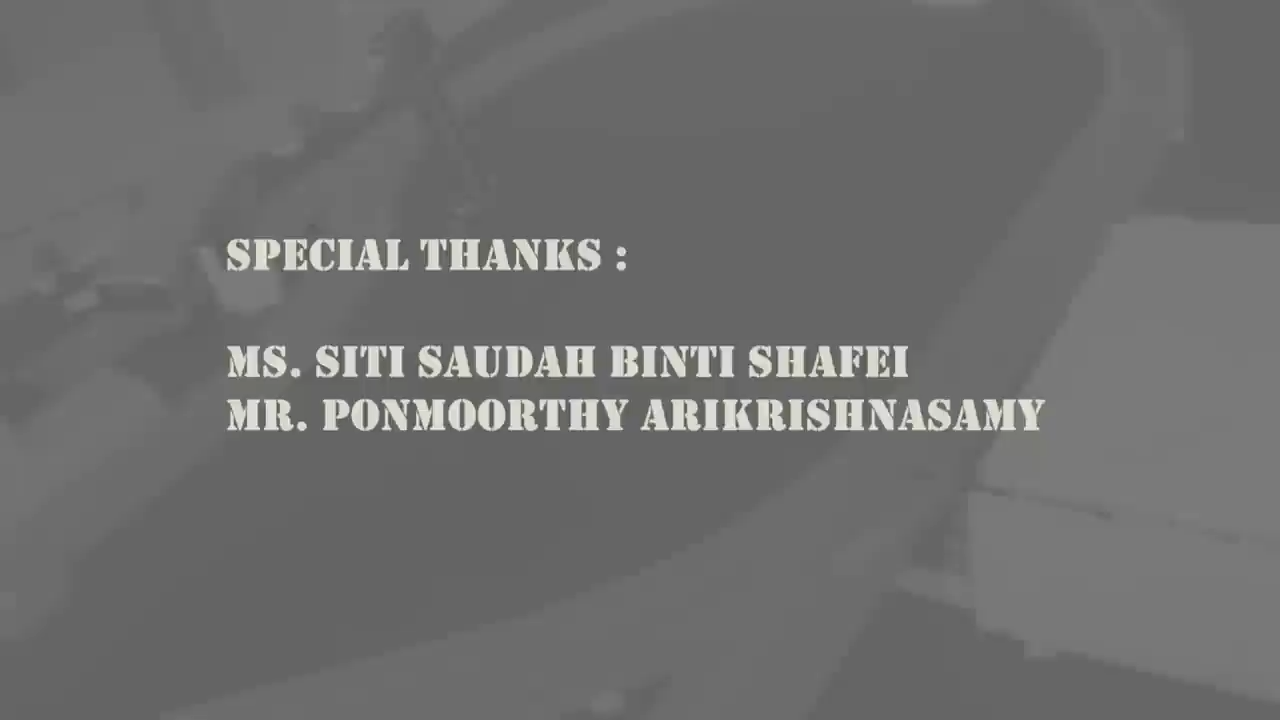 SPECIAL THANKS :
MS. SITI SAUDAH BINTI SHAFEI
MR. PONMOORTHY ARIKRISHNASAMY